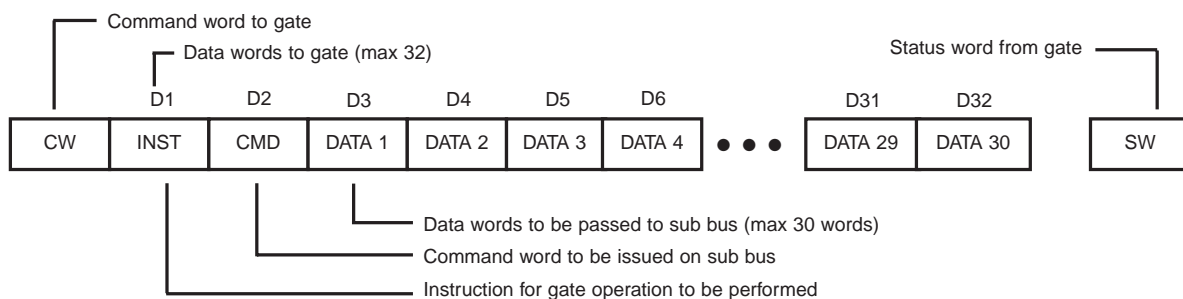 Command word to gate
Data words to gate (max 32)
Status word from gate
D1 D2 D3 D4 D5 D6 D31 D32
CW INST CMD DATA 1 DATA 2 DATA 3 DATA 4 ● ● ● DATA 29 DATA 30 SW
Data words to be passed to sub bus (max 30 words)
Command word to be issued on sub bus
Instruction for gate operation to be performed